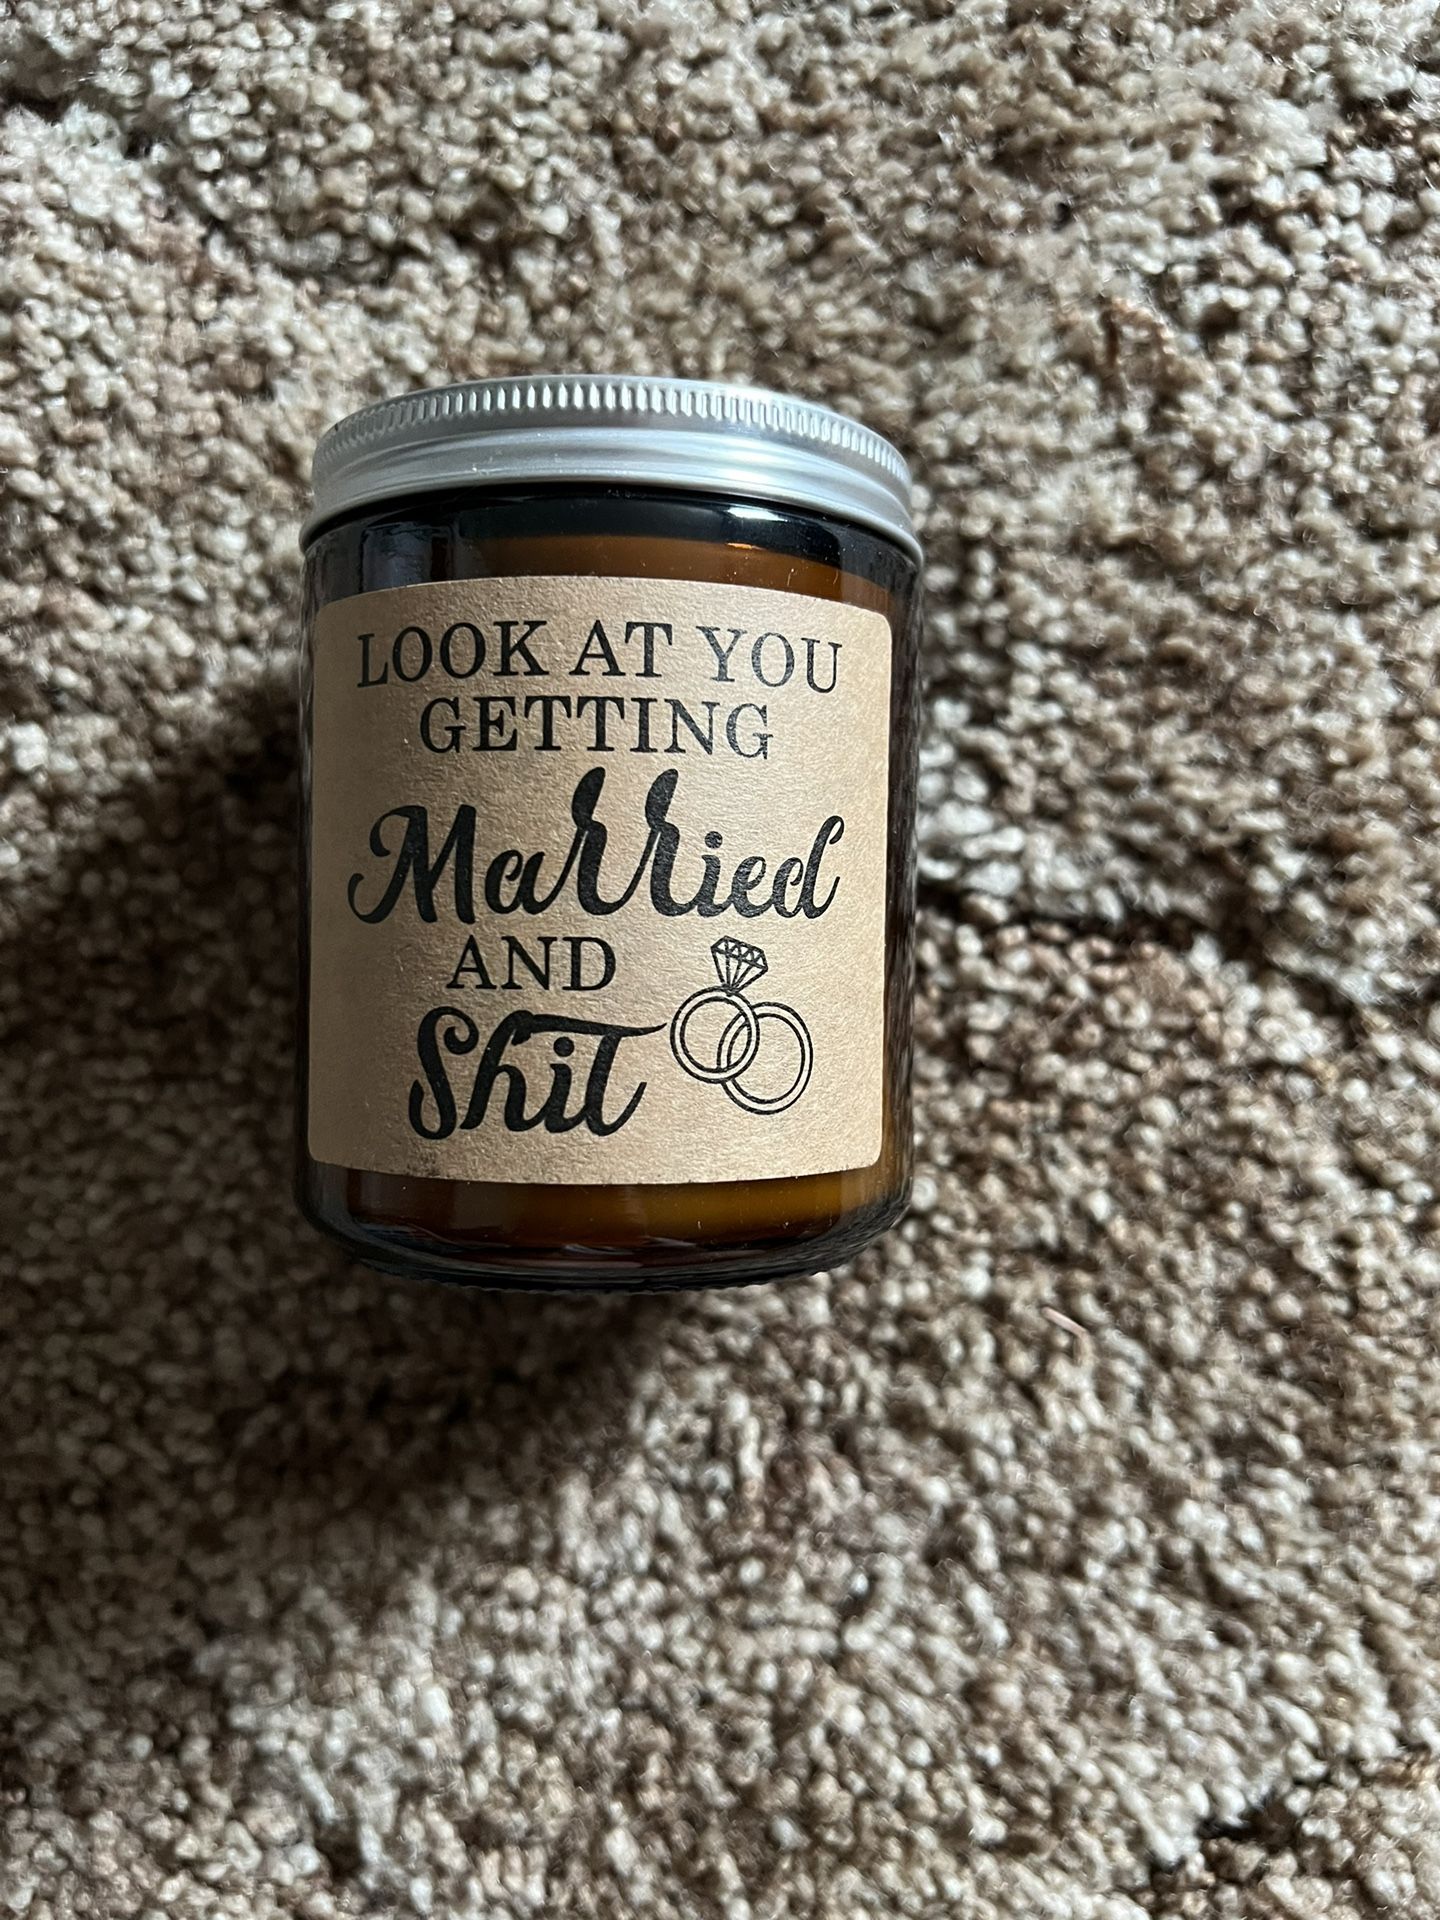 LOOK AT YOU
GETTING
Married
AND
Shit